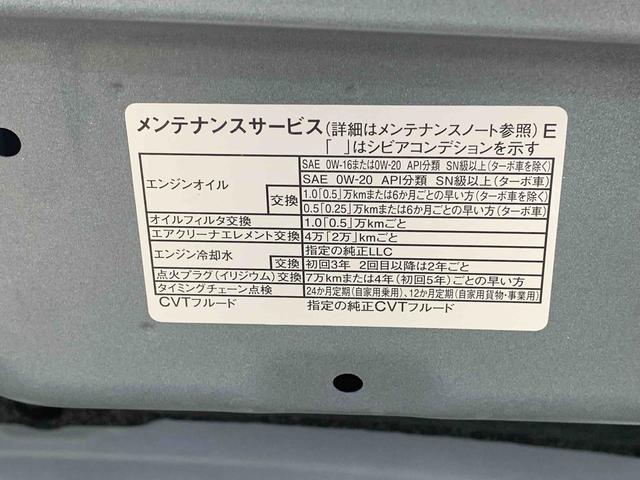 メンテナンスサービス(詳細はメンテナンスノート参照) E
「 」はシビアコンデションを示す
エンジンオイル SAE 0W-16または0W-20 API分類 SN級以上(ターボ車を除く)
SAE 0W-20 API分類 SN級以上(ターボ車)
交換 1.0「0.5」万kmまたは6か月ごとの早い方(ターボ車を除く)
0.5「0.25」万kmまたは6か月ごとの早い方(ターボ車)
オイルフィルタ交換 1.0「0.5」万kmごと
エアクリーナエレメント交換 4万「2万」kmごと
エンジン冷却水 指定の純正LLC
交換 初回3年 2回目以降は2年ごと
点火プラグ(イリジウム)交換 7万kmまたは4年(初回5年)ごとの早い方
タイミングチェーン点検 24か月定期(自家用乗用)、12か月定期(自家用貨物・事業用)
CVTフルード 指定の純正CVTフルード